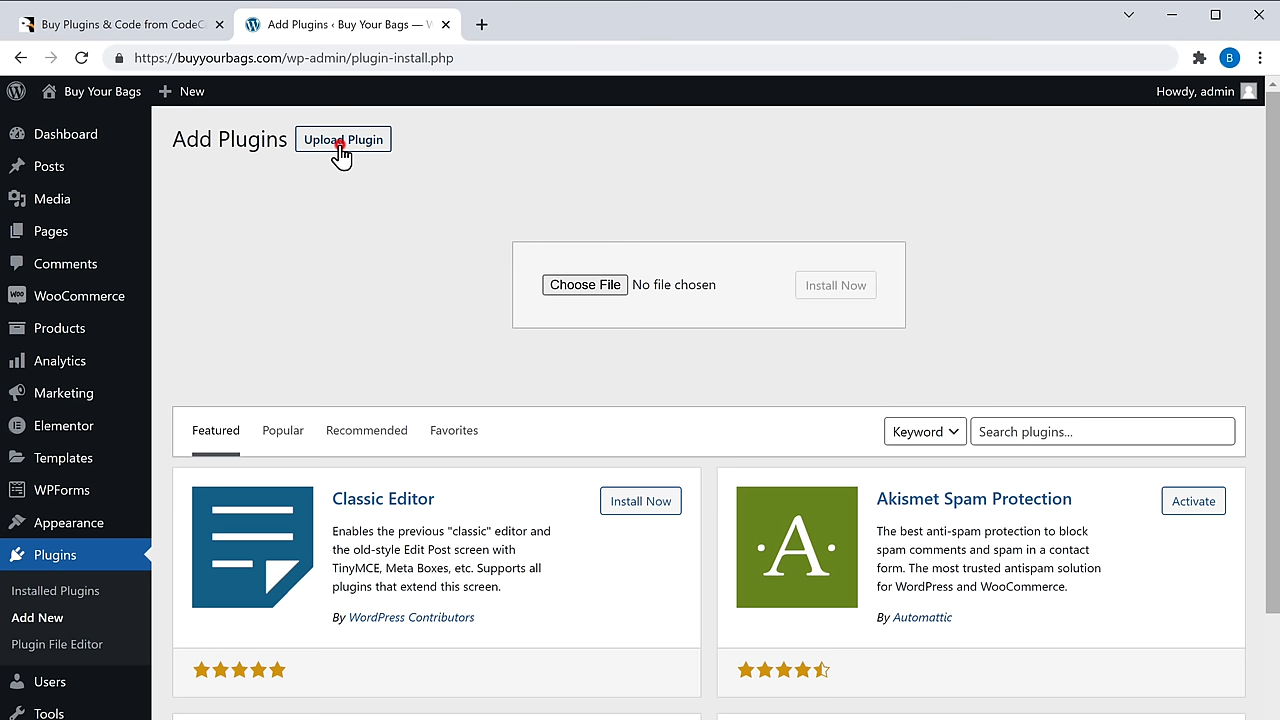 Buy Plugins & Code from CodeC
Add Plugins ‹ Buy Your Bags — W
https://buyyourbags.com/wp-admin/plugin-install.php
B
Buy Your Bags
New
Howdy, admin
Dashboard
Posts
Media
Pages
Comments
WooCommerce
Products
Analytics
Marketing
Elementor
Templates
WPForms
Appearance
Plugins
Installed Plugins
Add New
Plugin File Editor
Users
Tools
Add Plugins
Upload Plugin
Choose File No file chosen
Install Now
Featured
Popular
Recommended
Favorites
Keyword
Search plugins...
Classic Editor
Install Now
Enables the previous "classic" editor and
the old-style Edit Post screen with
TinyMCE, Meta Boxes, etc. Supports all
plugins that extend this screen.
By WordPress Contributors
A
Akismet Spam Protection
Activate
The best anti-spam protection to block
spam comments and spam in a contact
form. The most trusted antispam solution
for WordPress and WooCommerce.
By Automattic